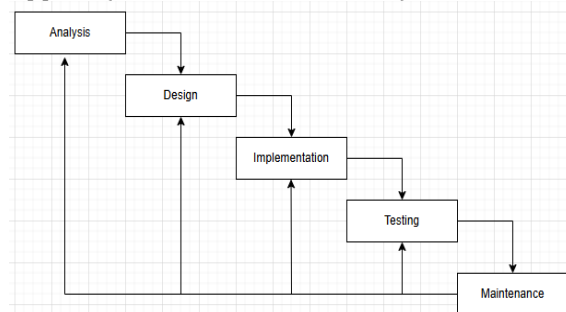 Analysis
Design
Implementation
Testing
Maintenance